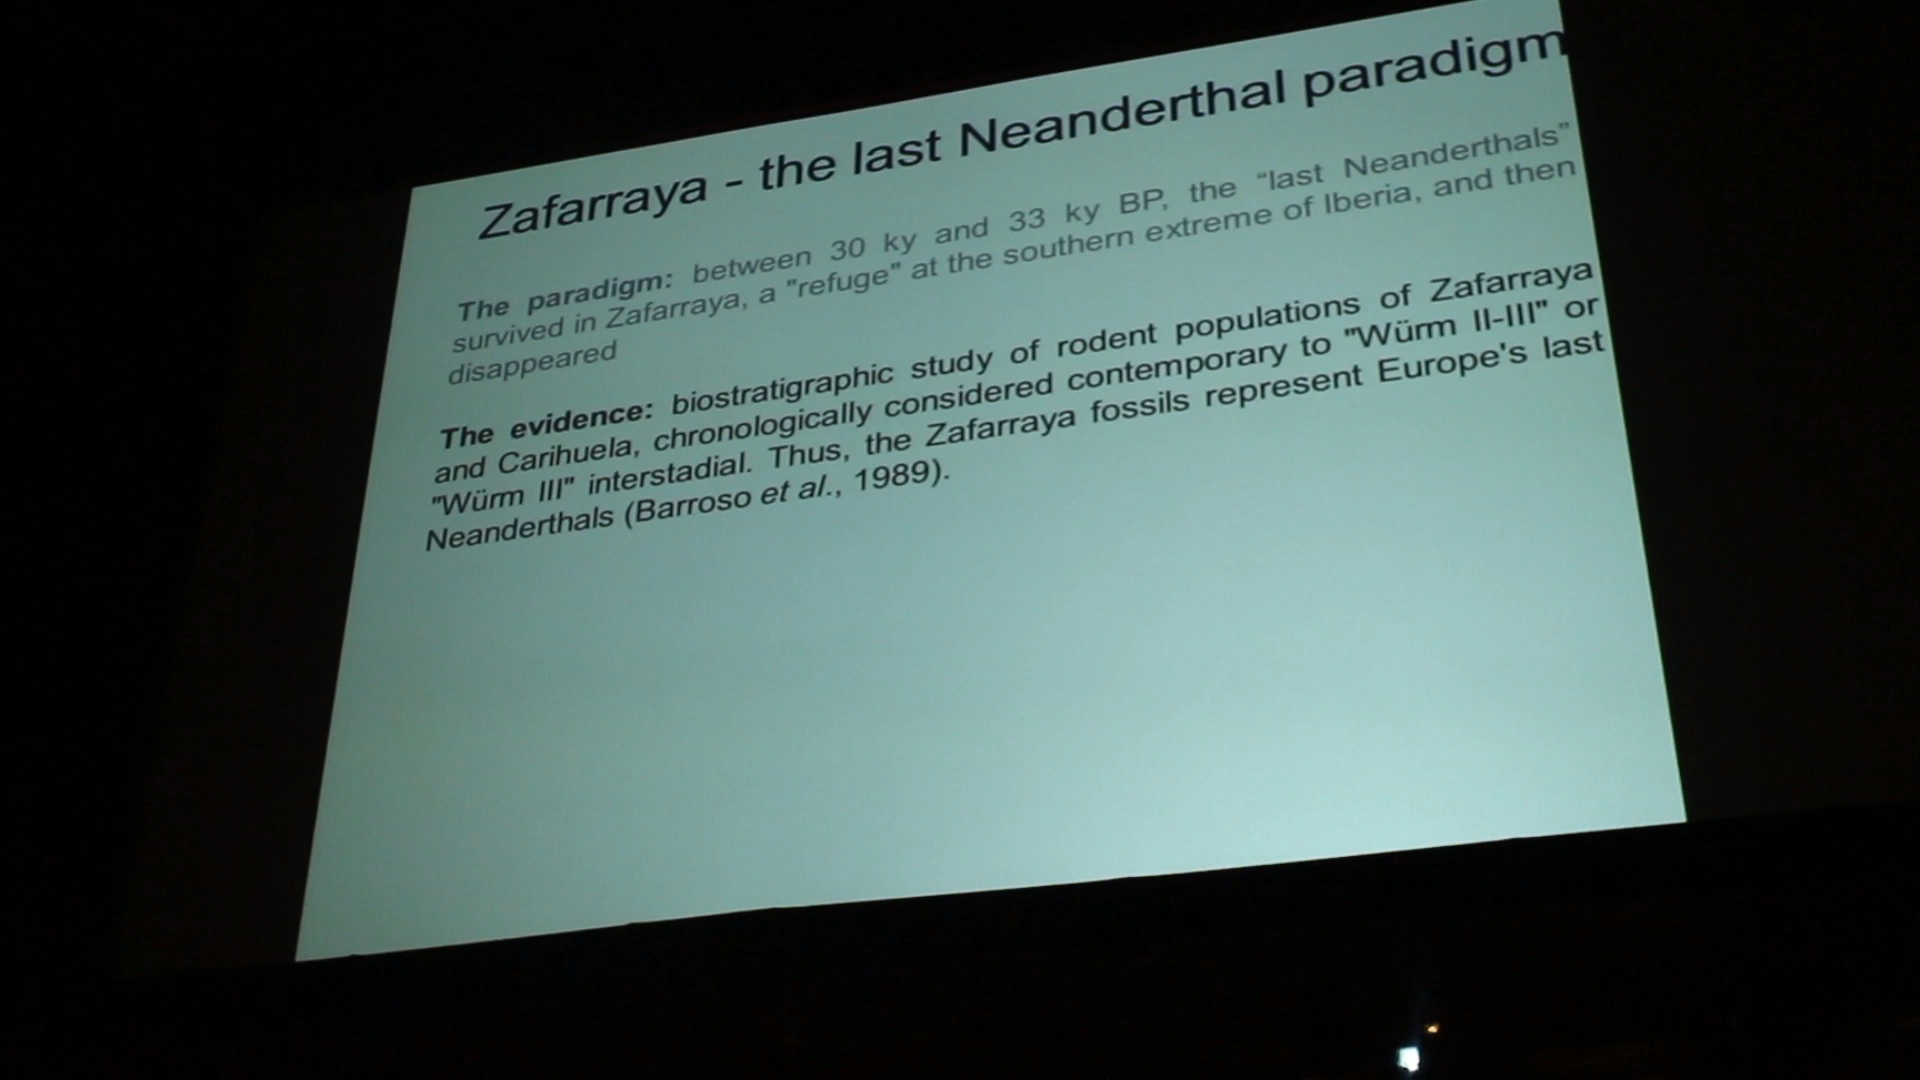 Zafarraya - the last Neanderthal paradigm
The paradigm: between 30 ky and 33 ky BP, the “last Neanderthals”
survived in Zafarraya, a "refuge" at the southern extreme of Iberia, and then
disappeared
The evidence: biostratigraphic study of rodent populations of Zafarraya
and Carihuela, chronologically considered contemporary to "Würm II-III" or
"Würm III" interstadial. Thus, the Zafarraya fossils represent Europe's last
Neanderthals (Barroso et al., 1989).